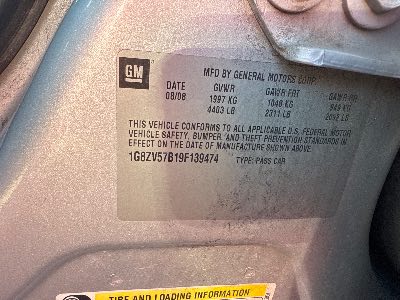 GM
MFD BY GENERAL MOTORS CORP
DATE GVWR GAWR FRT GAWR RR
08/08 1997 KG 1048 KG 949 KG
4403 LB 2311 LB 2092 LB
THIS VEHICLE CONFORMS TO ALL APPLICABLE U.S. FEDERAL MOTOR
VEHICLE SAFETY, BUMPER, AND THEFT PREVENTION STANDARDS IN
EFFECT ON THE DATE OF MANUFACTURE SHOWN ABOVE.
1G8ZV57B19F139474 TYPE: PASS CAR
TIRE AND LOADING INFORMATION